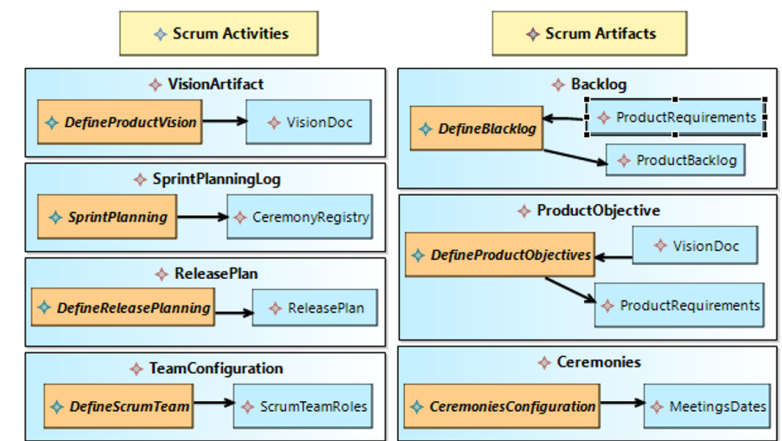 Scrum Activities
Scrum Artifacts
VisionArtifact
DefineProductVision
VisionDoc
SprintPlanningLog
SprintPlanning
CeremonyRegistry
ReleasePlan
DefineReleasePlanning
ReleasePlan
TeamConfiguration
DefineScrumTeam
ScrumTeamRoles
Backlog
ProductRequirements
DefineBlacklog
ProductBacklog
ProductObjective
VisionDoc
DefineProductObjectives
ProductRequirements
Ceremonies
CeremoniesConfiguration
MeetingsDates